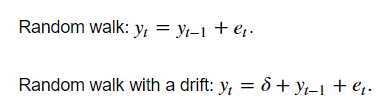 Random walk: yₜ = yₜ₋₁ + eₜ.
Random walk with a drift: yₜ = δ + yₜ₋₁ + eₜ.